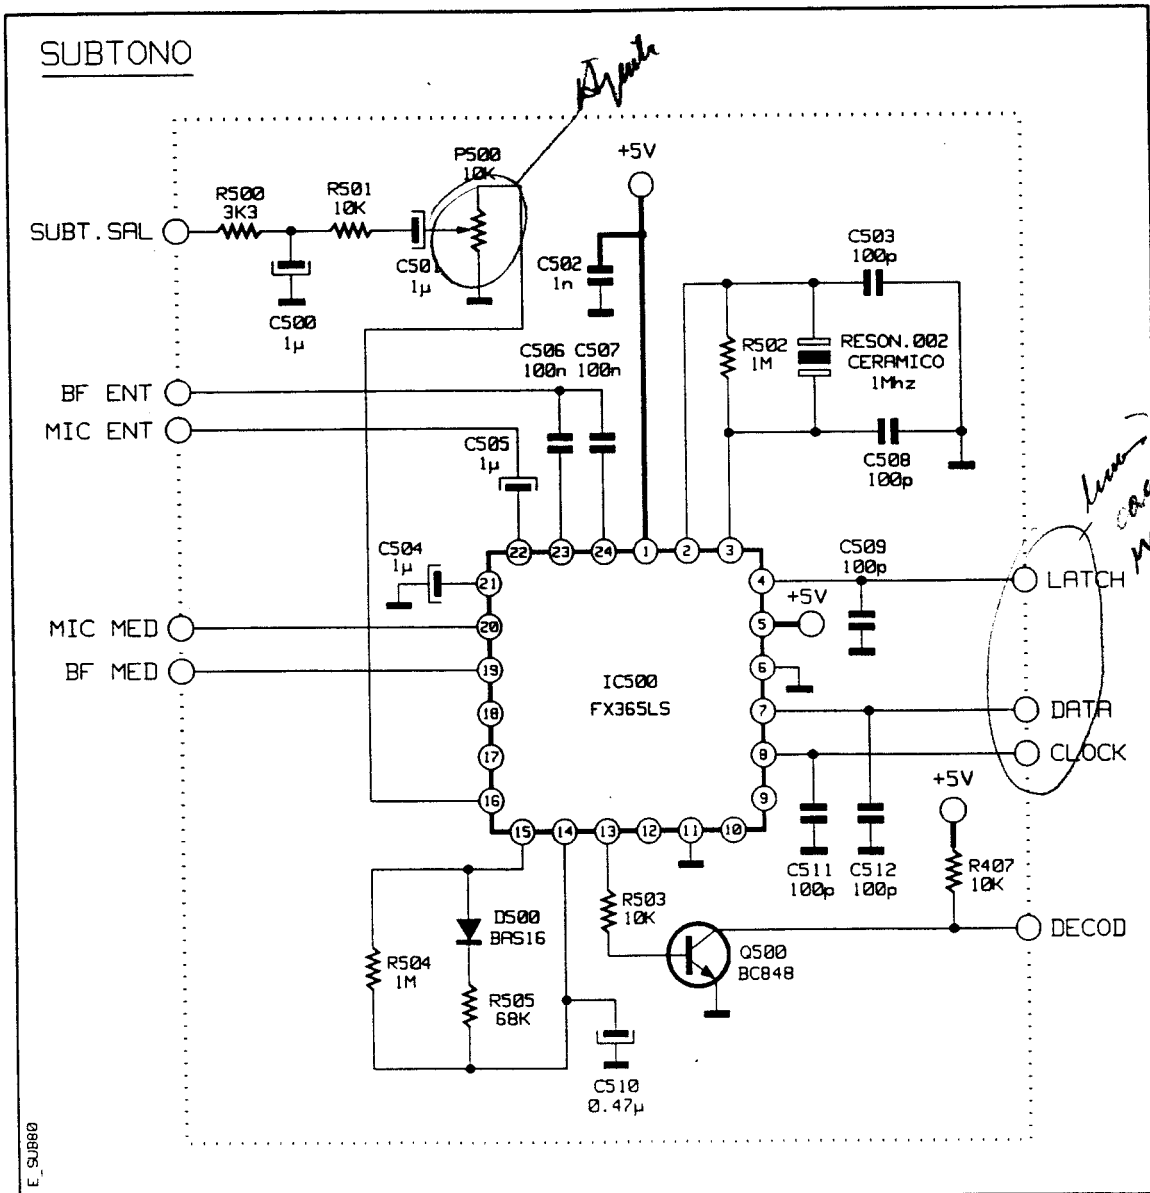 SUBTONO
+5V
P500
10K
R500
3K3
R501
10K
SUBT.SAL
C501
1µ
C500
1µ
C502
1n
C503
100p
R502
1M
RESON.002
CERAMICO
1Mhz
C506
100n
C507
100n
BF ENT
MIC ENT
C505
1µ
C508
100p
C504
1µ
22
23
24
1
2
3
C509
100p
21
4
LATCH
+5V
MIC MED
20
5
BF MED
19
6
IC500
FX365LS
18
7
DATA
17
8
CLOCK
16
9
+5V
15
14
13
12
11
10
C511
100p
C512
100p
R407
10K
R503
10K
D500
BAS16
DECOD
Q500
BC848
R504
1M
R505
68K
C510
0.47µ
E_SUB80